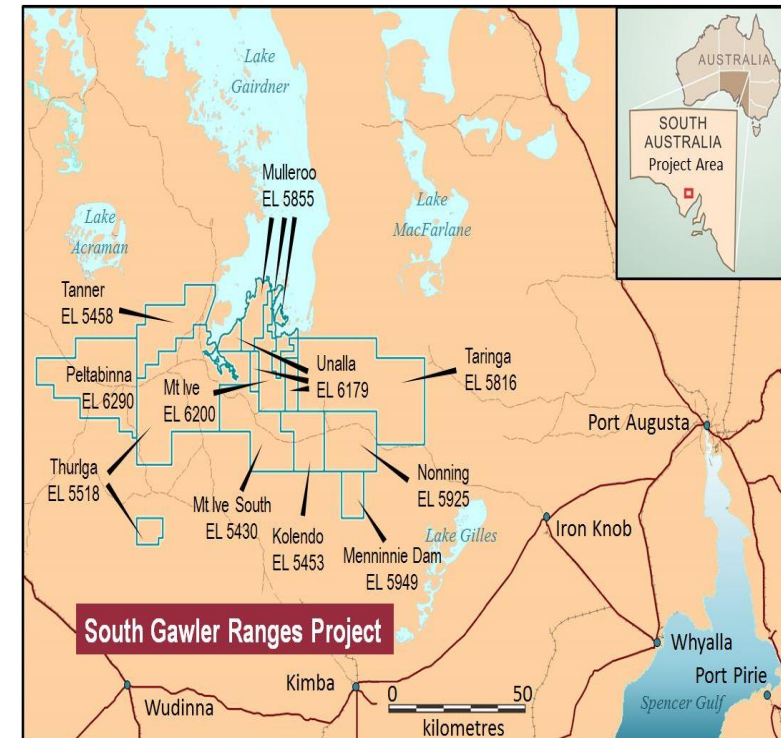 Lake
Gairdner
AUSTRALIA
SOUTH
AUSTRALIA
Project Area
Mulleroo
EL 5855
Lake
MacFarlane
Lake
Acraman
Tanner
EL 5458
Unalla
EL 6179
Taringa
EL 5816
Peltabinna
EL 6290
Mt Ive
EL 6200
Port Augusta
Thurlga
EL 5518
Nonning
EL 5925
Mt Ive South
EL 5430
Kolendo
EL 5453
Menninnie Dam
EL 5949
Lake Gilles
Iron Knob
South Gawler Ranges Project
Whyalla
Port Pirie
Kimba
Wudinna
0 50
kilometres
Spencer Gulf